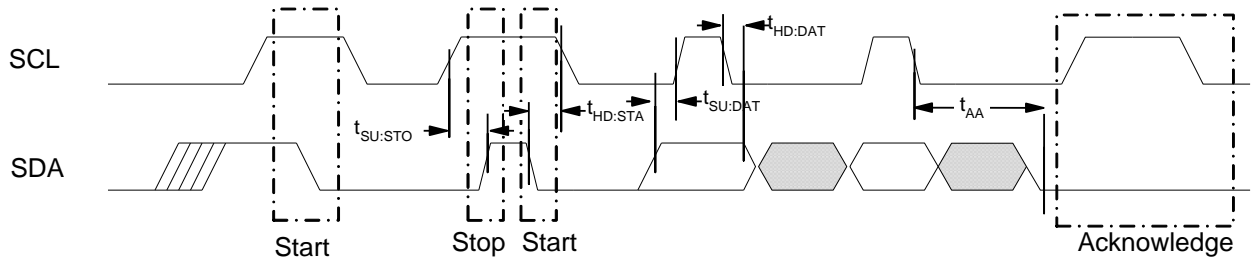 t_HD:DAT
SCL
t_HD:STA
t_SU:DAT
t_AA
t_SU:STO
SDA
Start
Stop
Start
Acknowledge